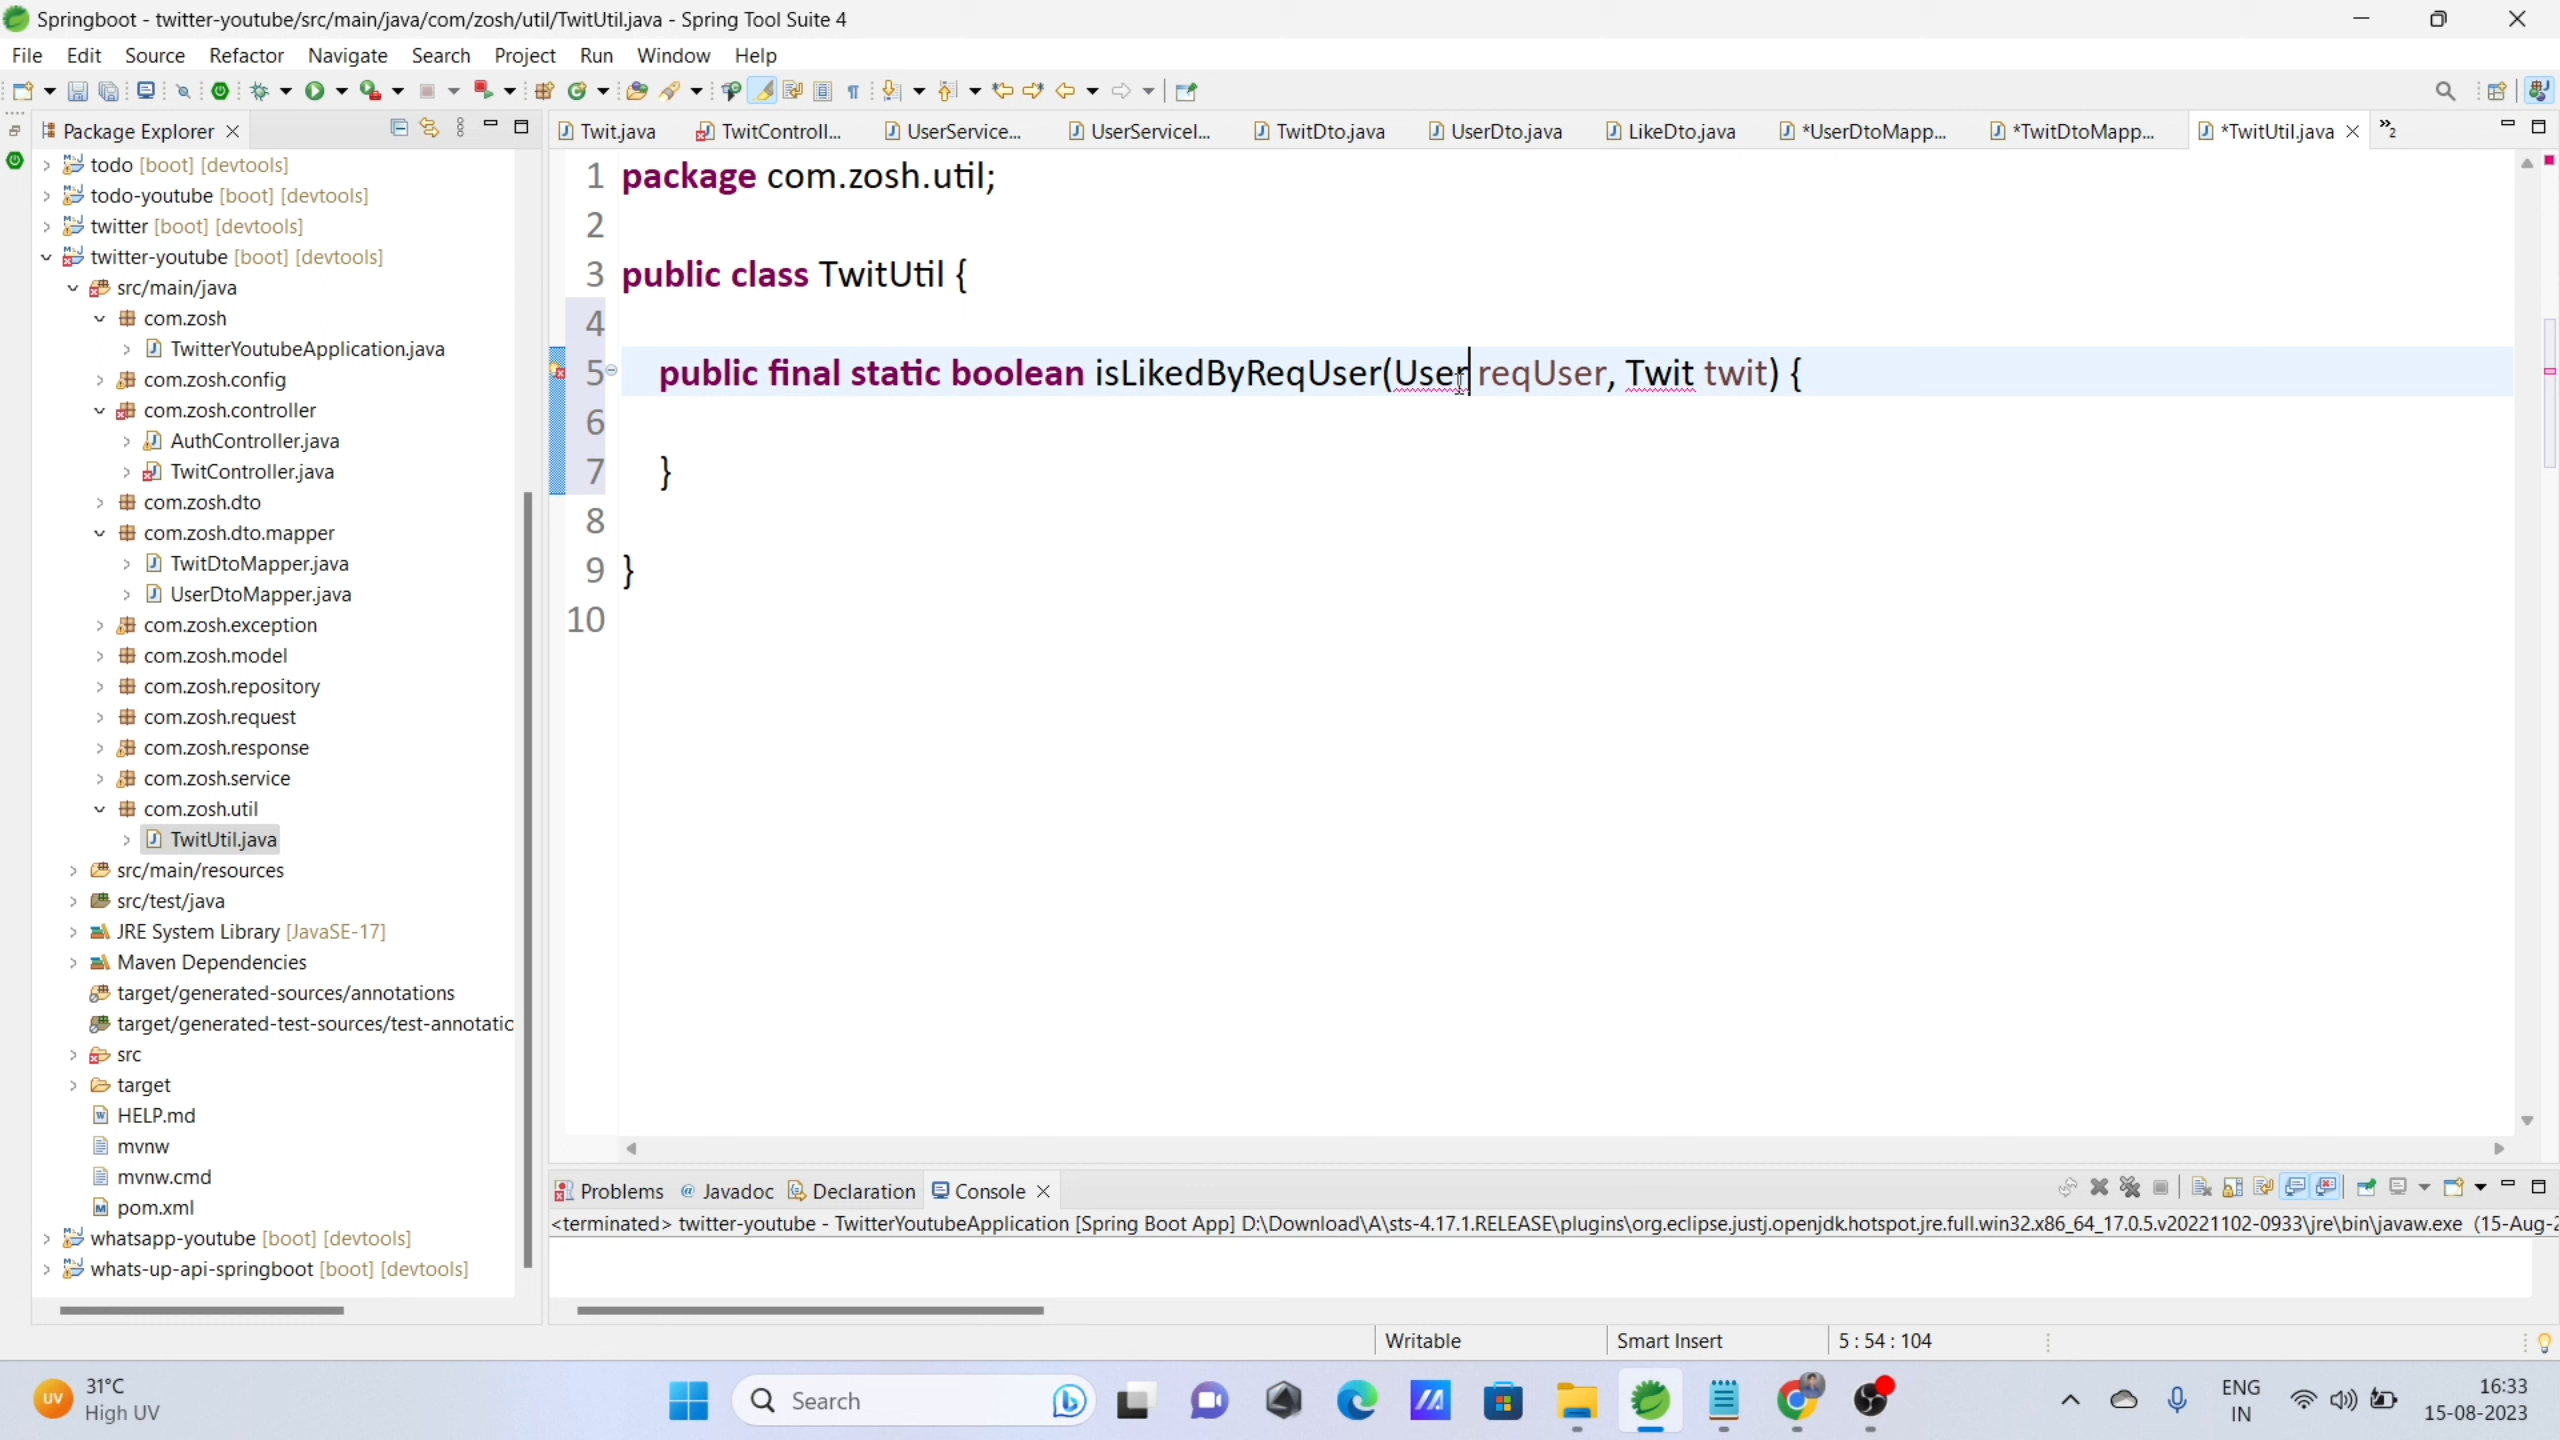 Springboot - twitter-youtube/src/main/java/com/zosh/util/TwitUtil.java - Spring Tool Suite 4
File Edit Source Refactor Navigate Search Project Run Window Help
Package Explorer
todo [boot] [devtools]
todo-youtube [boot] [devtools]
twitter [boot] [devtools]
twitter-youtube [boot] [devtools]
src/main/java
com.zosh
TwitterYoutubeApplication.java
com.zosh.config
com.zosh.controller
AuthController.java
TwitController.java
com.zosh.dto
com.zosh.dto.mapper
TwitDtoMapper.java
UserDtoMapper.java
com.zosh.exception
com.zosh.model
com.zosh.repository
com.zosh.request
com.zosh.response
com.zosh.service
com.zosh.util
TwitUtil.java
src/main/resources
src/test/java
JRE System Library [JavaSE-17]
Maven Dependencies
target/generated-sources/annotations
target/generated-test-sources/test-annotatic
src
target
HELP.md
mvnw
mvnw.cmd
pom.xml
whatsapp-youtube [boot] [devtools]
whats-up-api-springboot [boot] [devtools]
Twit.java TwitControll... UserService... UserServiceI... TwitDto.java UserDto.java LikeDto.java *UserDtoMapp... *TwitDtoMapp... *TwitUtil.java »2
1 package com.zosh.util;
2
3 public class TwitUtil {
4
5 public final static boolean isLikedByReqUser(User reqUser, Twit twit) {
6
7 }
8
9 }
10
Problems @ Javadoc Declaration Console
<terminated> twitter-youtube - TwitterYoutubeApplication [Spring Boot App] D:\Download\A\sts-4.17.1.RELEASE\plugins\org.eclipse.justj.openjdk.hotspot.jre.full.win32.x86_64_17.0.5.v20221102-0933\jre\bin\javaw.exe (15-Aug-2
Writable Smart Insert 5 : 54 : 104
UV 31°C
High UV
Search
ENG
IN
16:33
15-08-2023